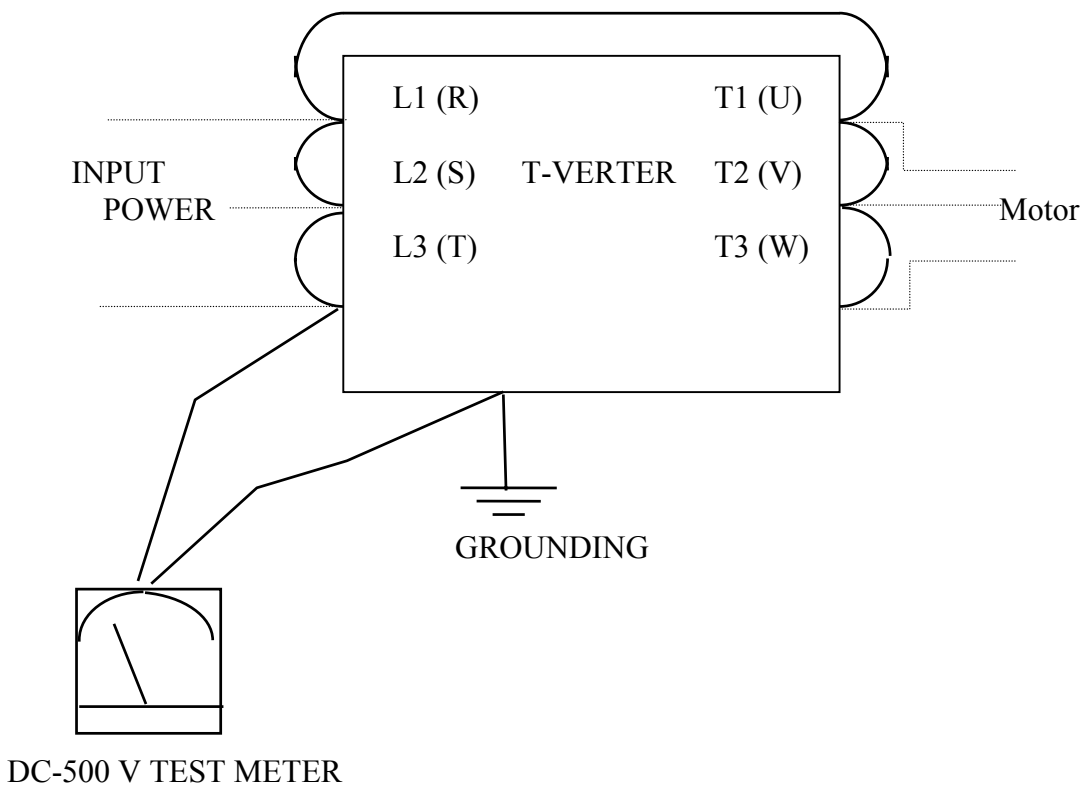 L1 (R) T1 (U)
INPUT L2 (S) T-VERTER T2 (V)
POWER Motor
L3 (T) T3 (W)
GROUNDING
DC-500 V TEST METER